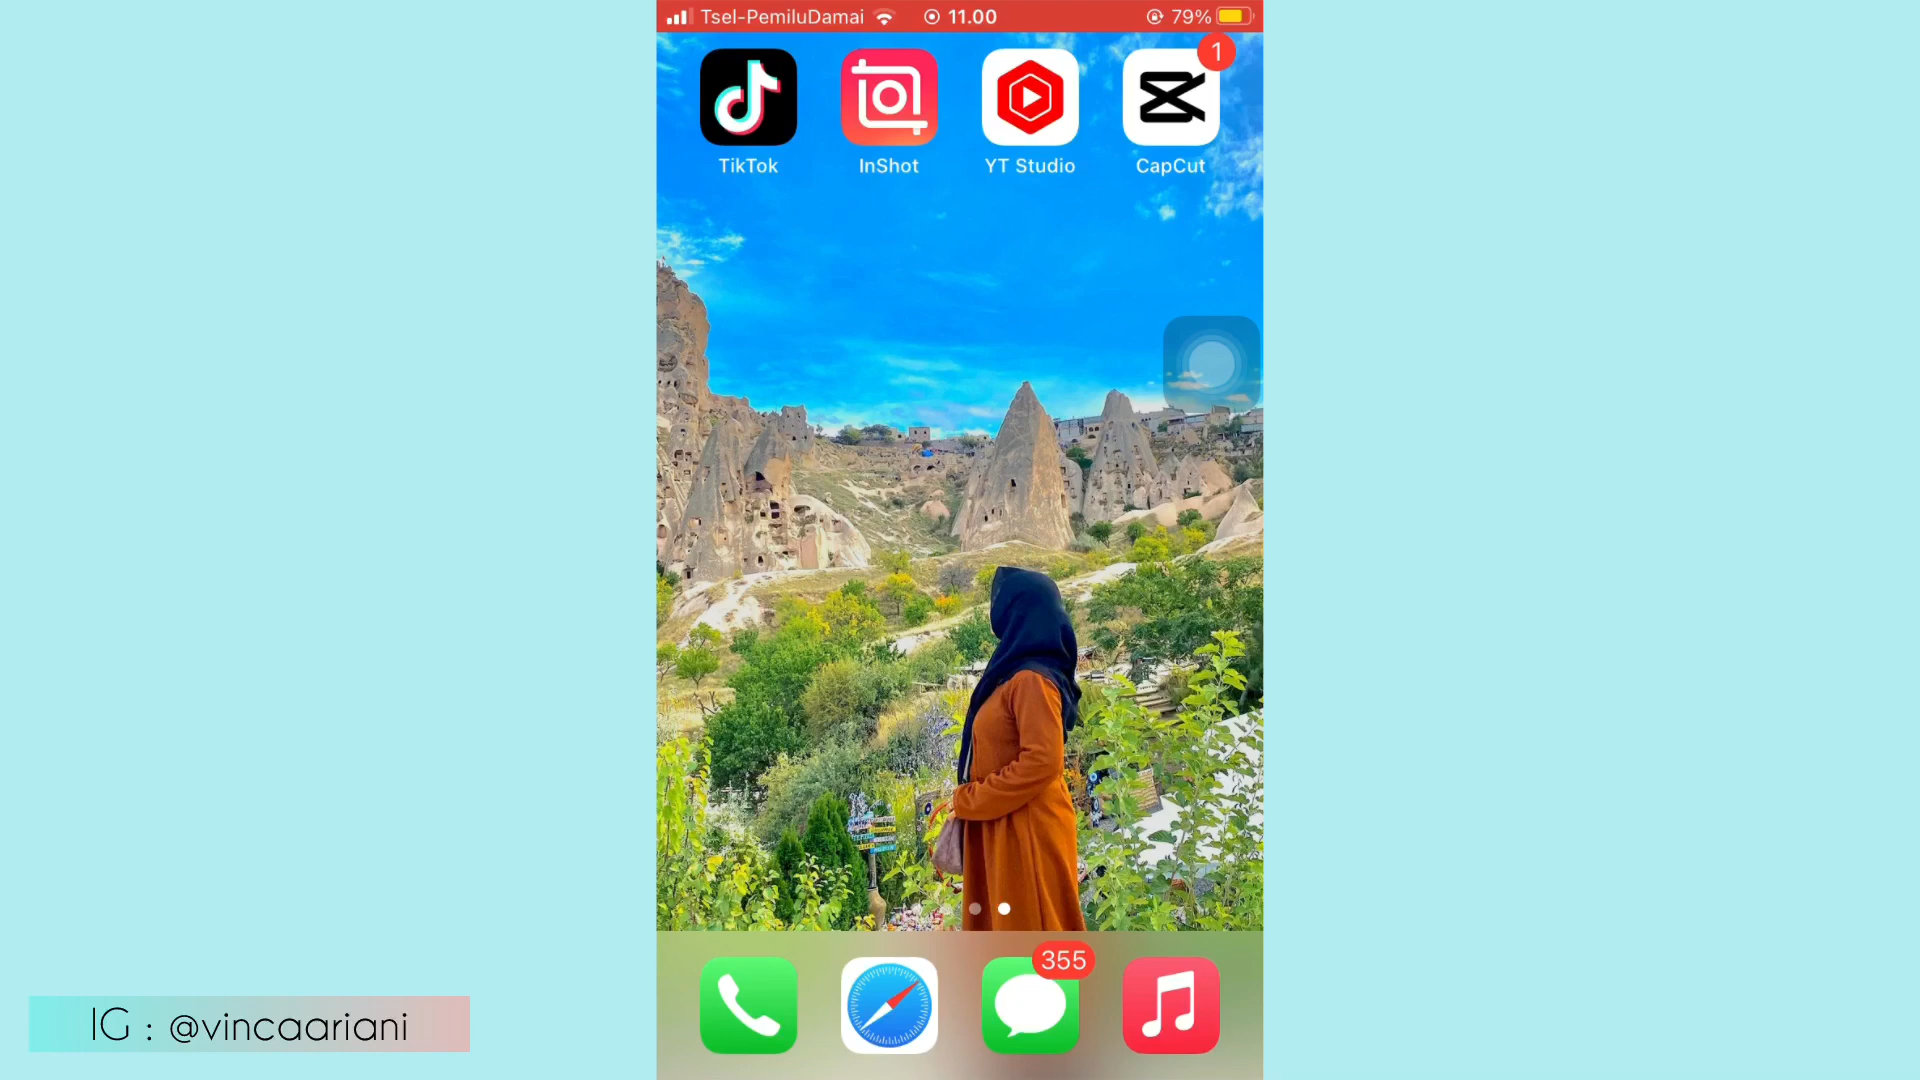 Tsel-PemiluDamai 11.00 79%
1
TikTok InShot YT Studio CapCut
355
IG : @vincaariani